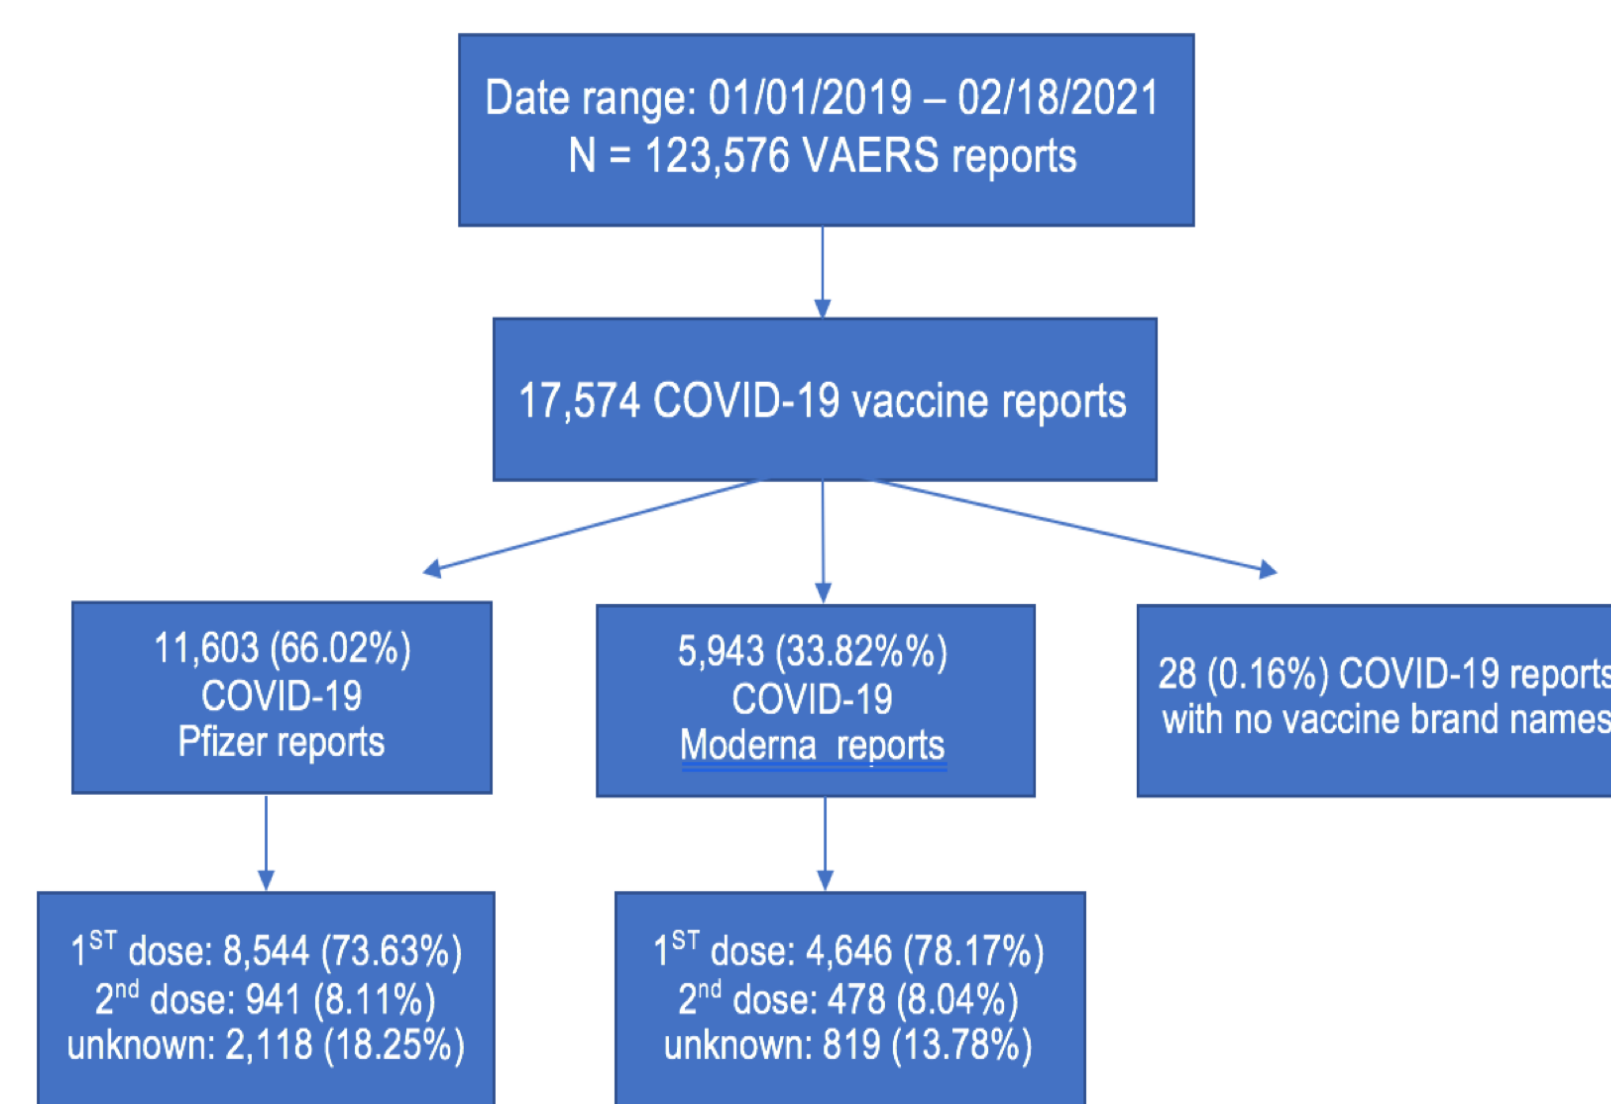 Date range: 01/01/2019 – 02/18/2021
N = 123,576 VAERS reports
17,574 COVID-19 vaccine reports
11,603 (66.02%)
COVID-19
Pfizer reports
5,943 (33.82%%)
COVID-19
Moderna reports
28 (0.16%) COVID-19 reports
with no vaccine brand names
1ST dose: 8,544 (73.63%)
2nd dose: 941 (8.11%)
unknown: 2,118 (18.25%)
1ST dose: 4,646 (78.17%)
2nd dose: 478 (8.04%)
unknown: 819 (13.78%)